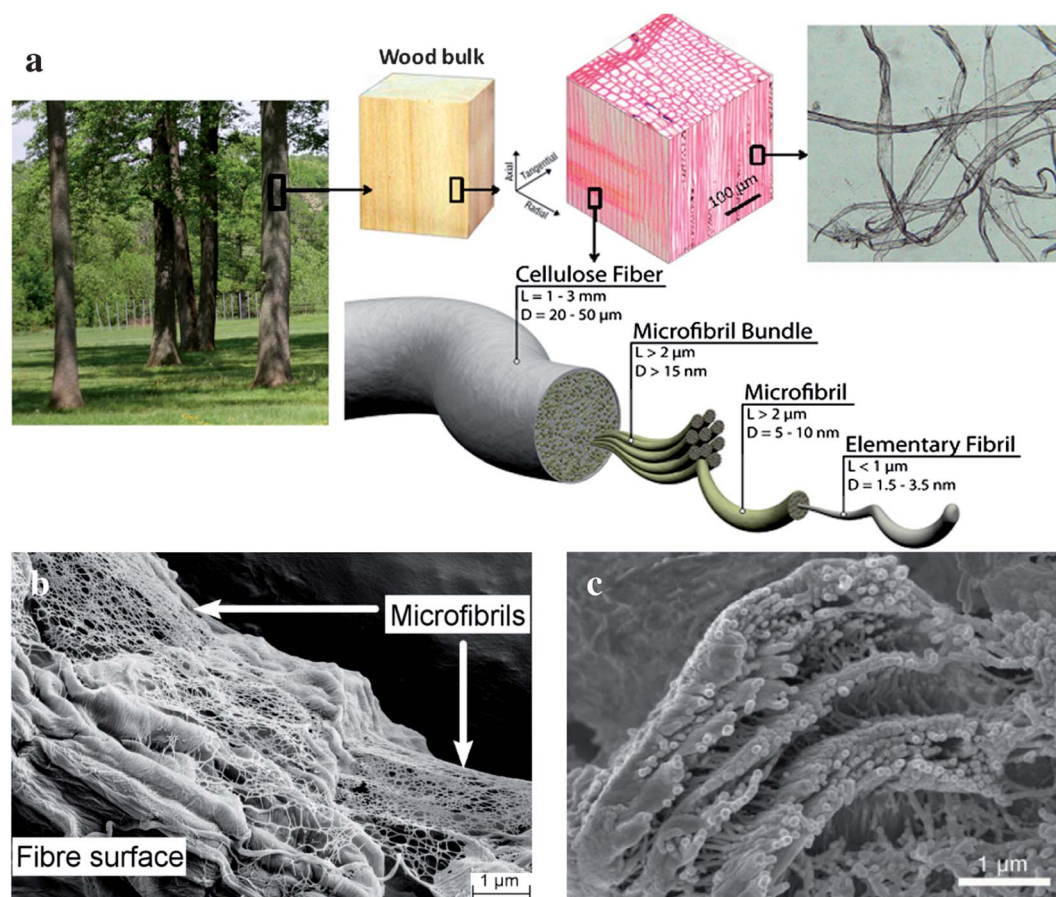 a
Wood bulk
Axial
Tangential
Radial
100 µm
Cellulose Fiber
L = 1 - 3 mm
D = 20 - 50 µm
Microfibril Bundle
L > 2 µm
D > 15 nm
Microfibril
L > 2 µm
D = 5 - 10 nm
Elementary Fibril
L < 1 µm
D = 1.5 - 3.5 nm
b
Microfibrils
Fibre surface
1 µm
c
1 µm